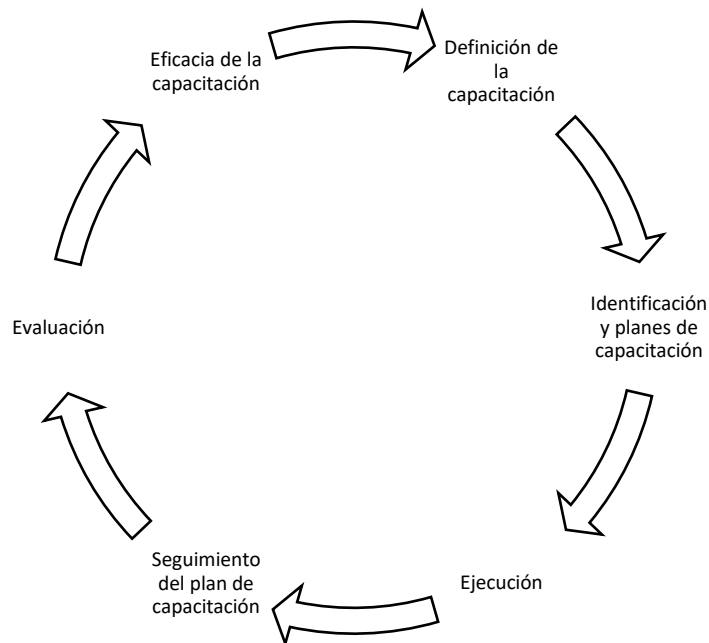 Eficacia de la
capacitación
Definición de
la
capacitación
Identificación
y planes de
capacitación
Evaluación
Seguimiento
del plan de
capacitación
Ejecución